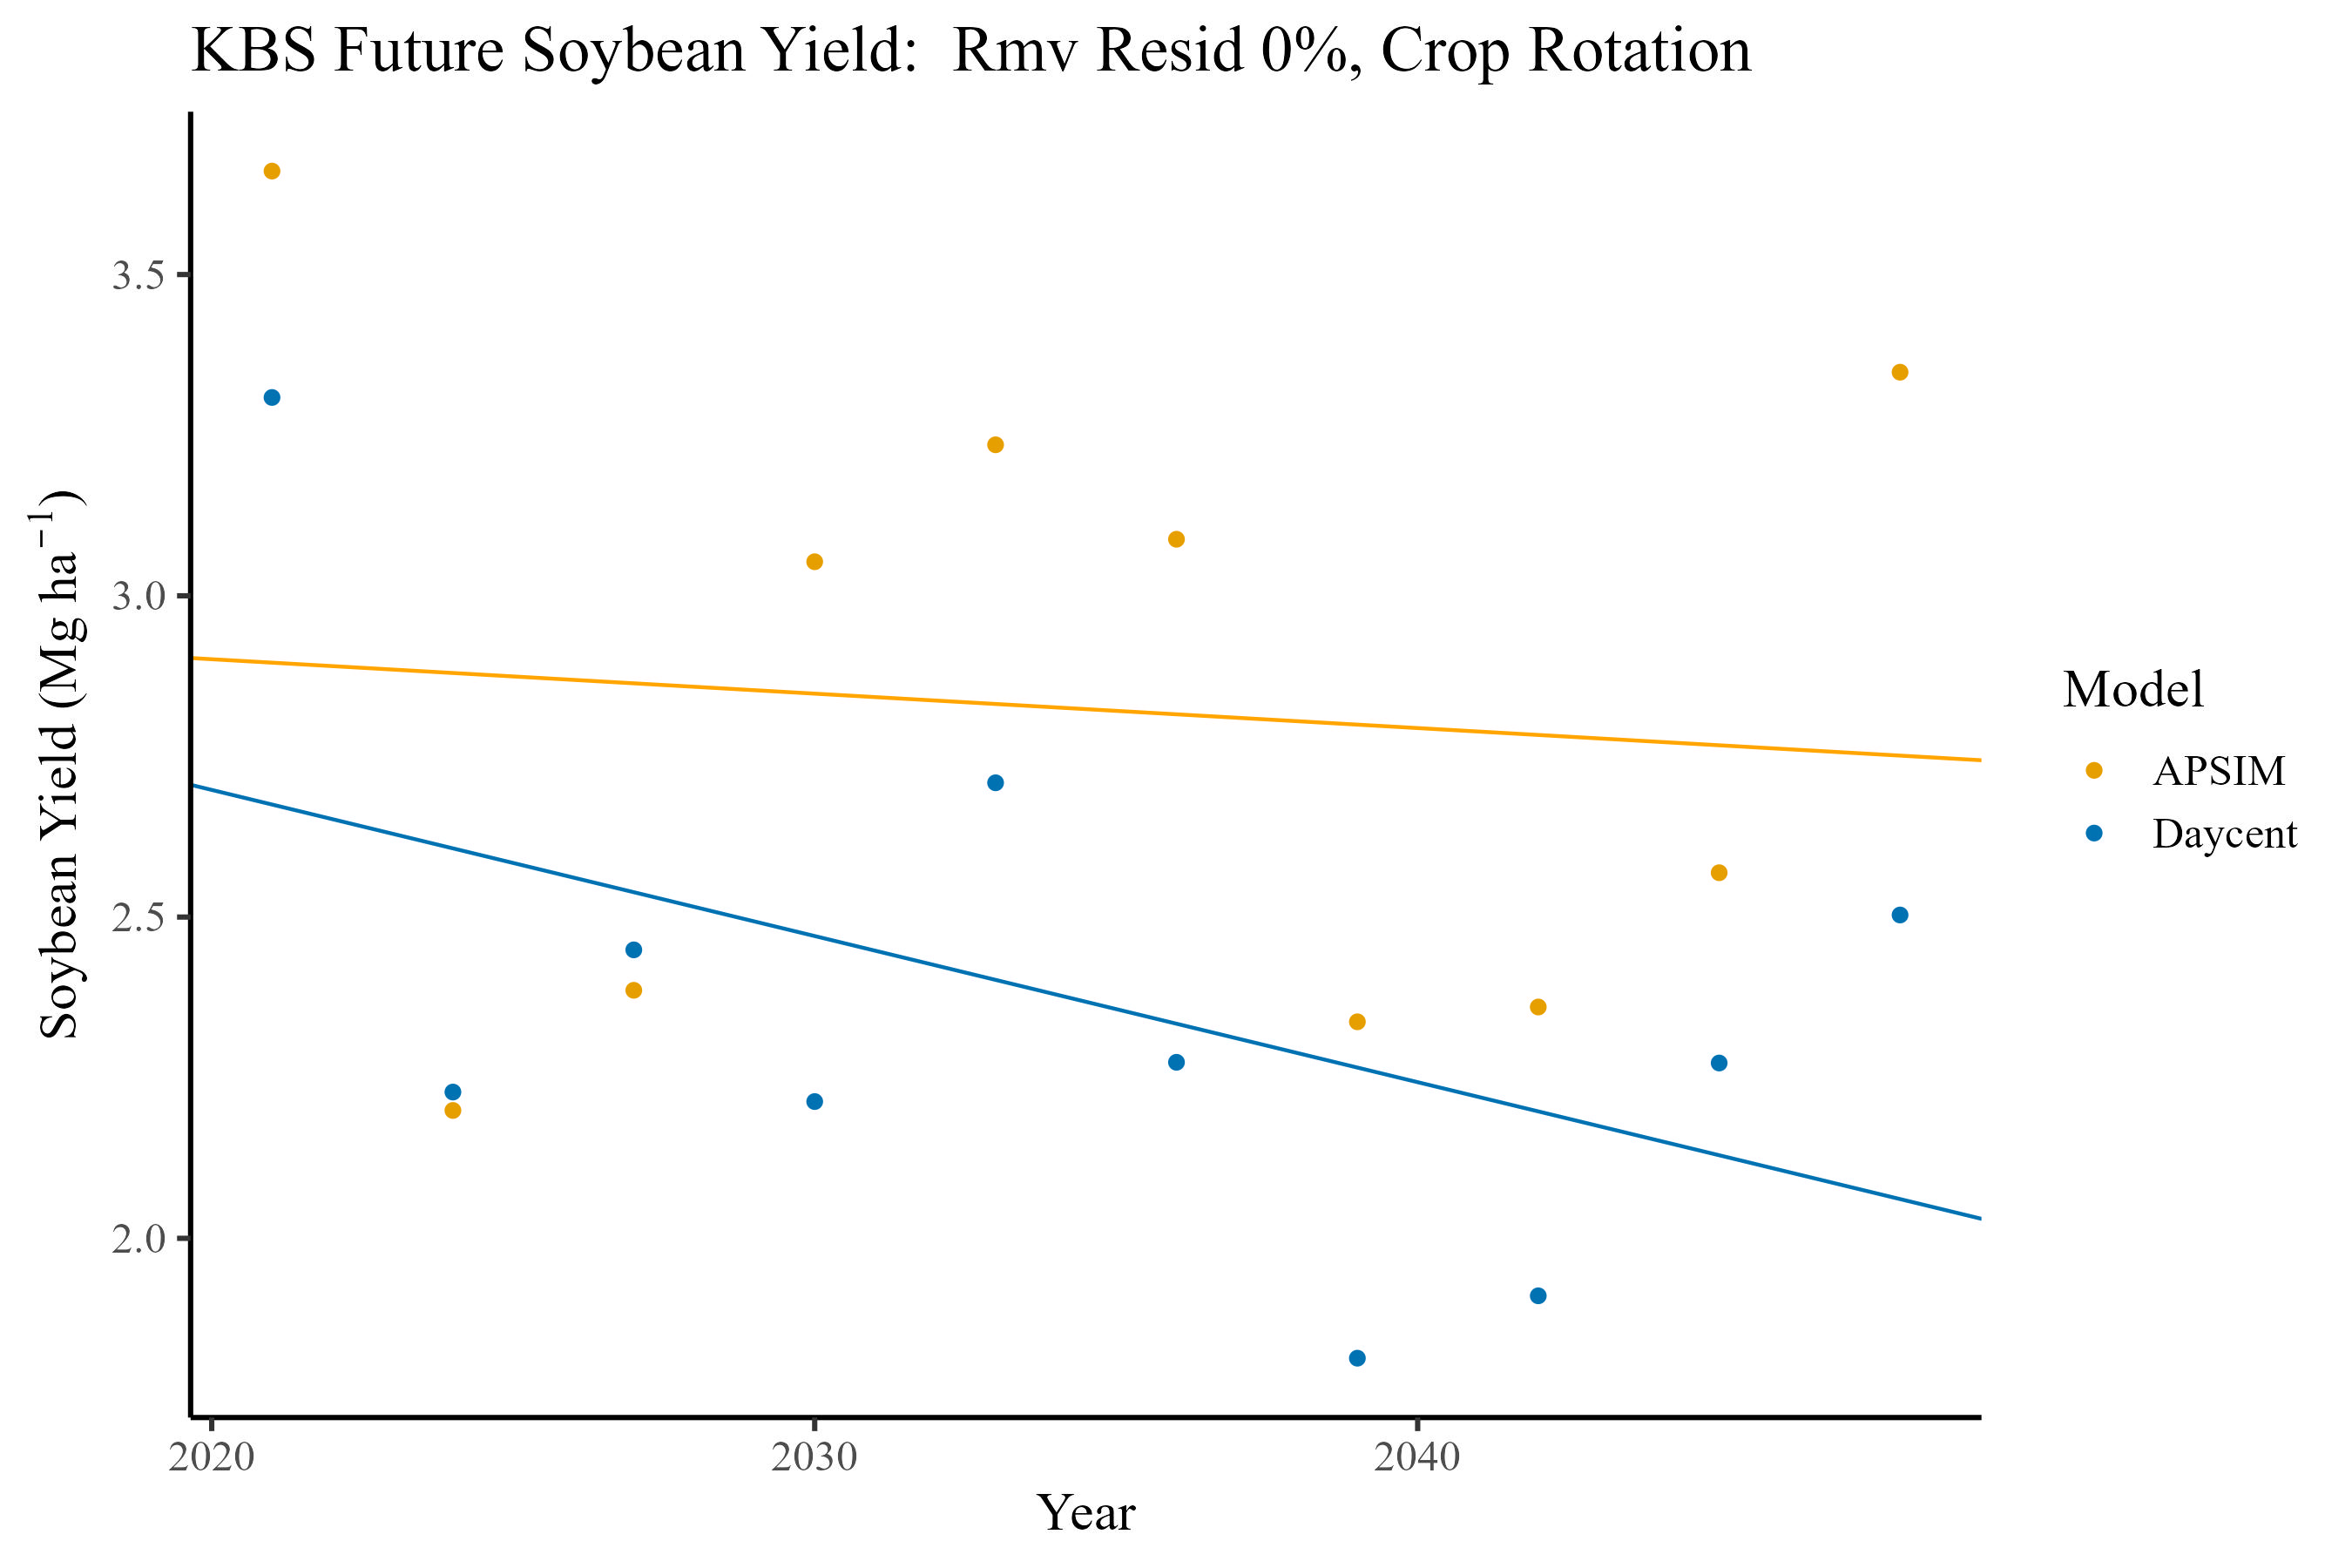 KBS Future Soybean Yield: Rm Resid 0%, Crop Rotation
Soybean Yield (Mg ha⁻¹)
3.5
3.0
2.5
2.0
2020
2030
2040
Year
Model
APSIM
Daycent